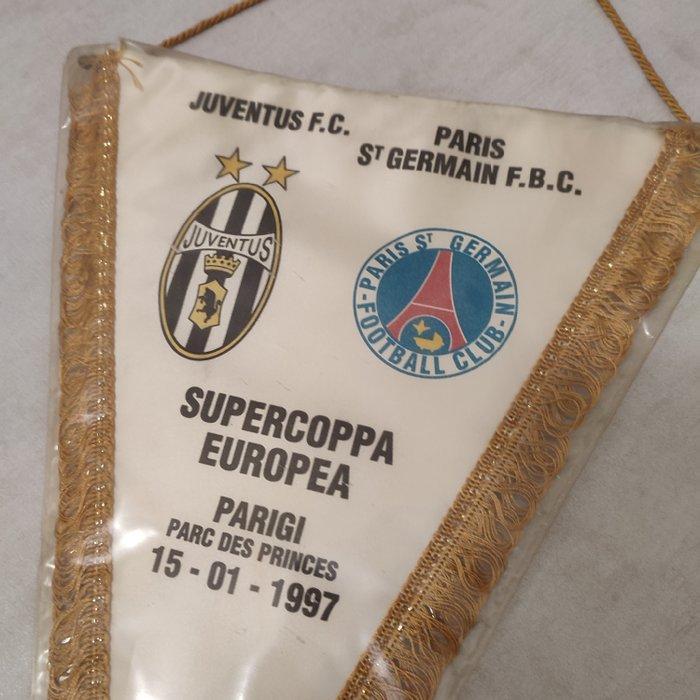 JUVENTUS F.C.
PARIS
ST GERMAIN F.B.C.
JUVENTUS
PARIS ST GERMAIN
-FOOTBALL CLUB-
SUPERCOPPA
EUROPEA
PARIGI
PARC DES PRINCES
15 - 01 - 1997